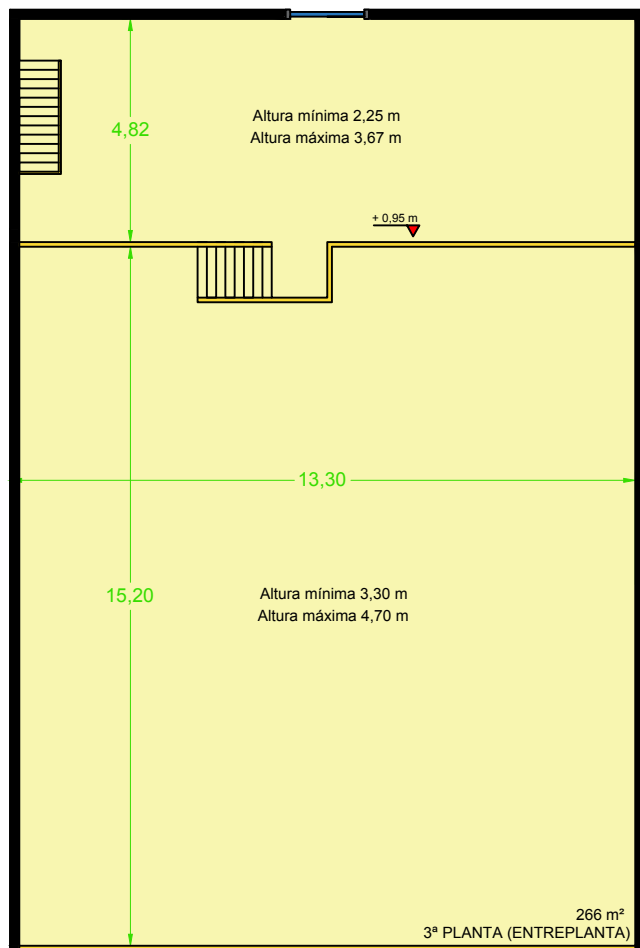 4,82
Altura mínima 2,25 m
Altura máxima 3,67 m
+ 0,95 m
13,30
15,20
Altura mínima 3,30 m
Altura máxima 4,70 m
266 m²
3ª PLANTA (ENTREPLANTA)